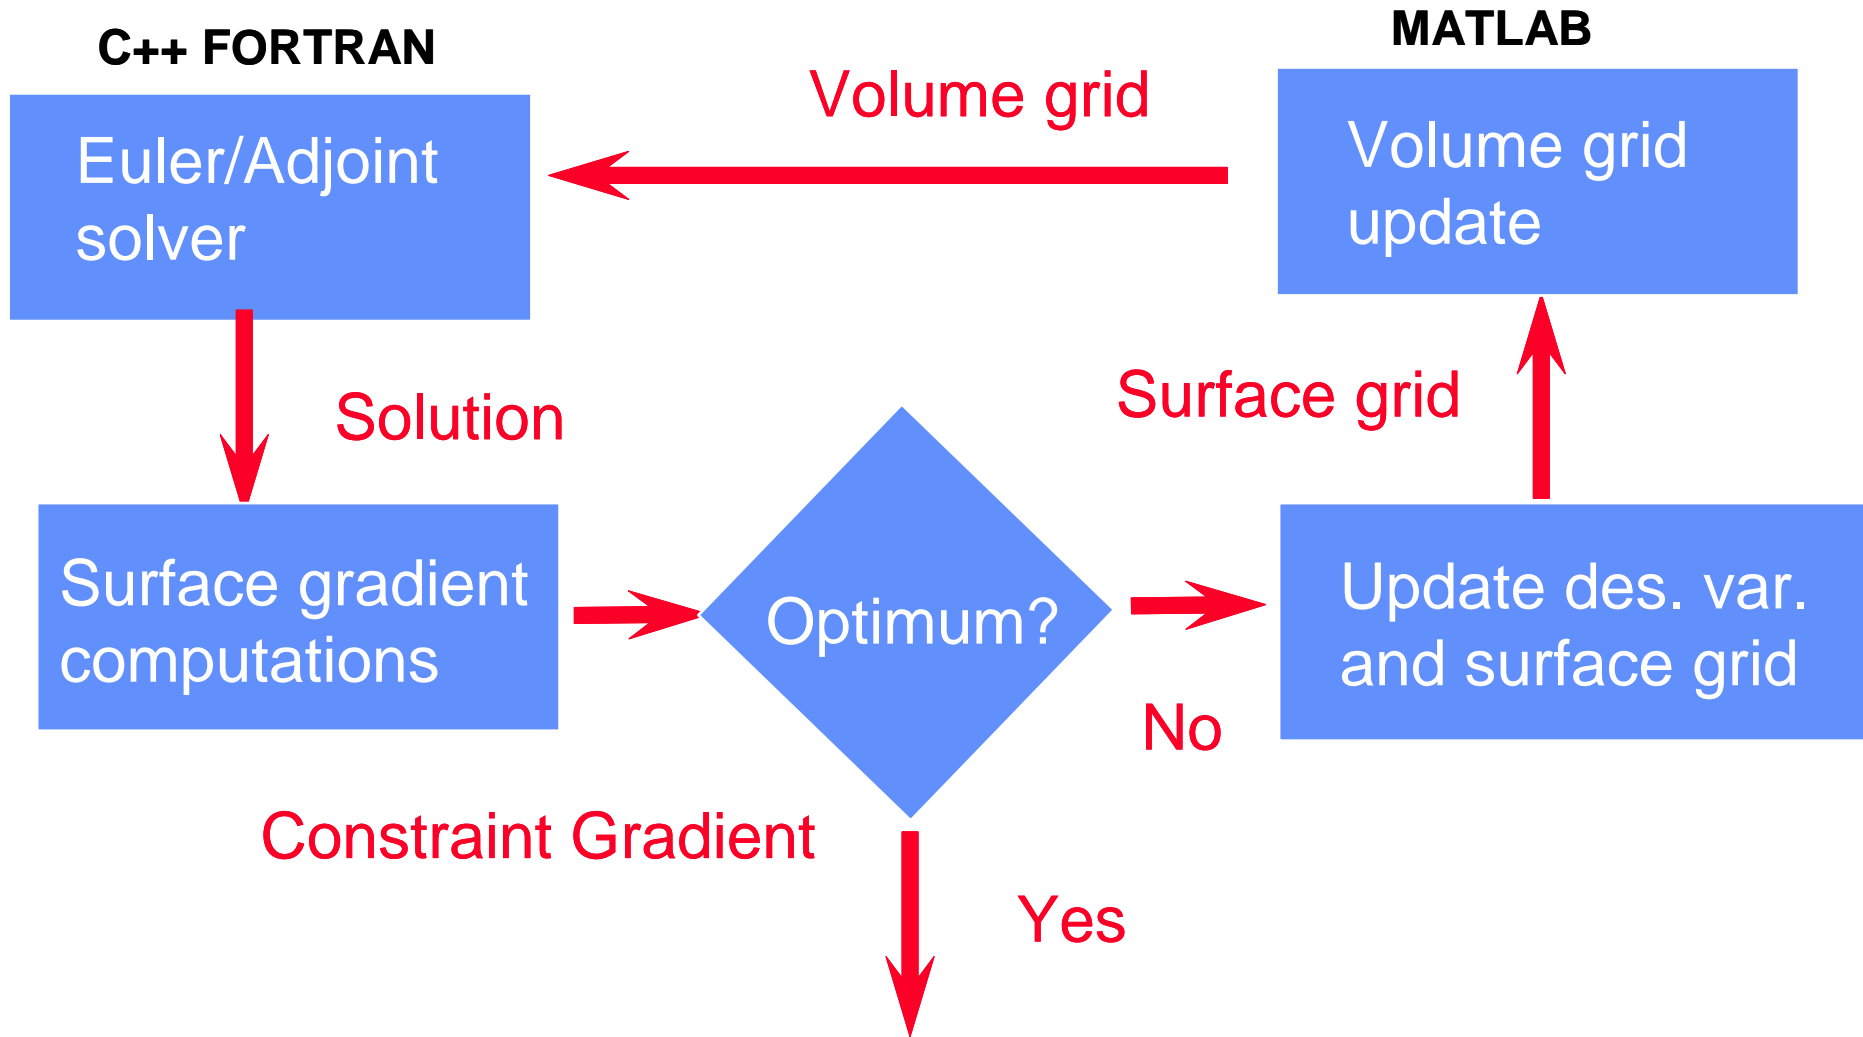 C++ FORTRAN
MATLAB
Volume grid
Euler/Adjoint
solver
Volume grid
update
Solution
Surface grid
Surface gradient
computations
Optimum?
Update des. var.
and surface grid
No
Constraint Gradient
Yes